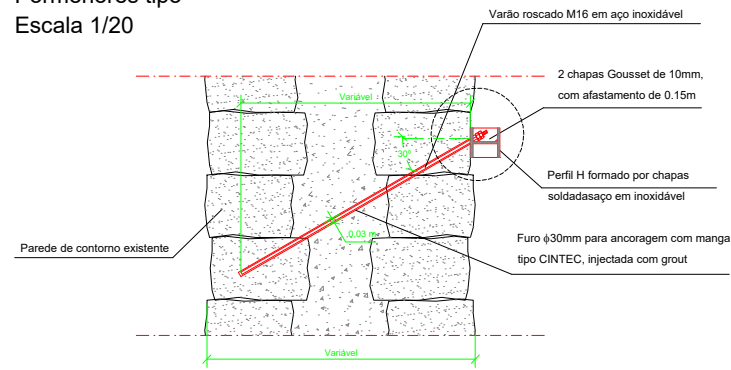 Pormenores tipo
Escala 1/20
Varão roscado M16 em aço inoxidável
2 chapas Gousset de 10mm,
com afastamento de 0.15m
Variável
30°
Perfil H formado por chapas
soldadasaço em inoxidável
Parede de contorno existente
0.03 m
Furo ϕ30mm para ancoragem com manga
tipo CINTEC, injectada com grout
Variável